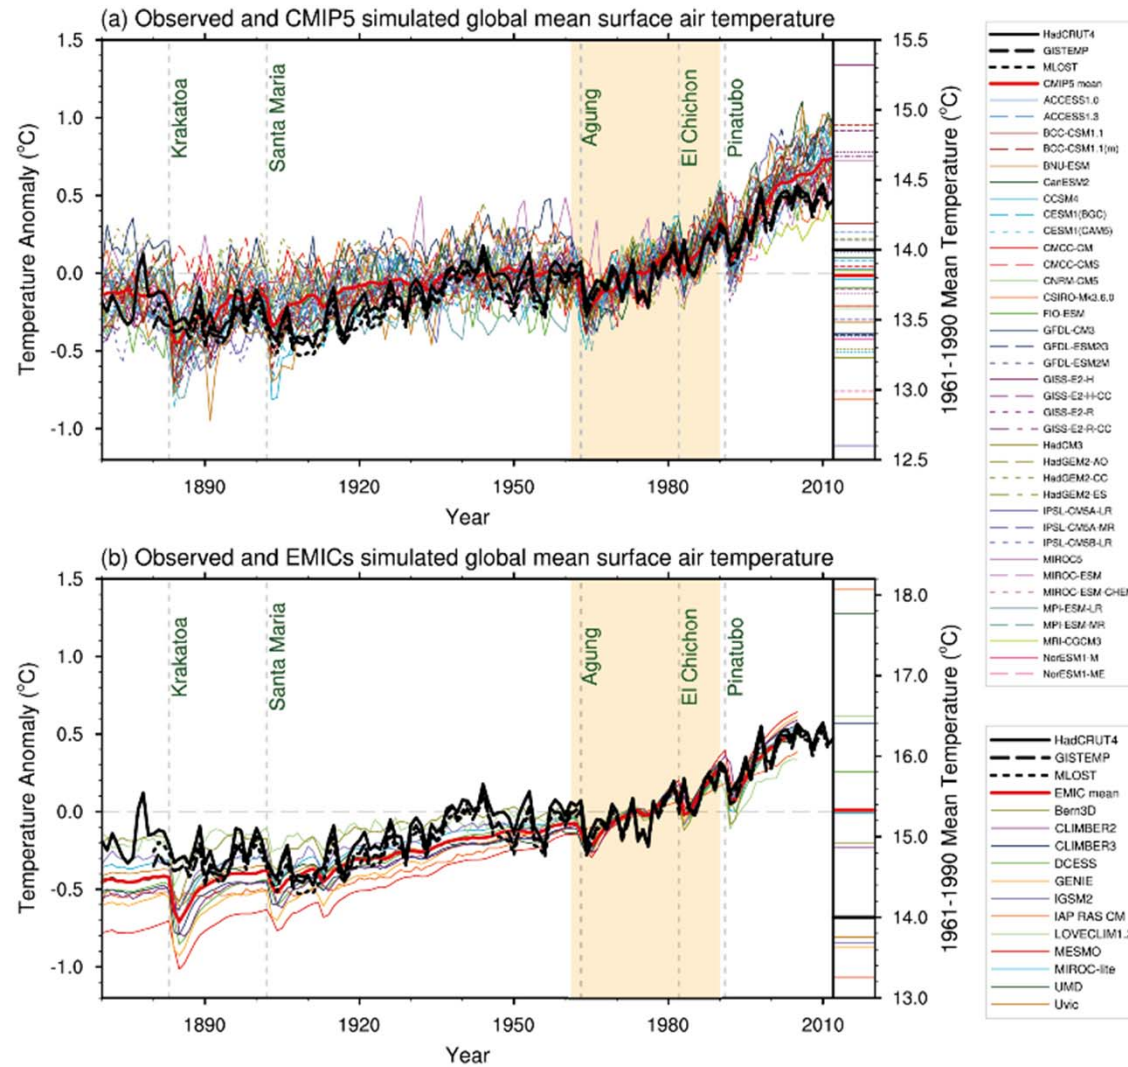 (a) Observed and CMIP5 simulated global mean surface air temperature
1.5
1.0
0.5
0.0
-0.5
-1.0
Temperature Anomaly (°C)
Krakatoa
Santa Maria
Agung
El Chichon
Pinatubo
15.5
15.0
14.5
14.0
13.5
13.0
12.5
1961-1990 Mean Temperature (°C)
1890
1920
1950
1980
2010
Year
HadCRUT4
GISTEMP
MLOST
CMIP5 mean
ACCESS1.0
ACCESS1.3
BCC-CSM1.1
BCC-CSM1.1(m)
BNU-ESM
CanESM2
CCSM4
CESM1(BGC)
CESM1(CAM5)
CMCC-CM
CMCC-CMS
CNRM-CM5
CSIRO-Mk3.6.0
FIO-ESM
GFDL-CM3
GFDL-ESM2G
GFDL-ESM2M
GISS-E2-H
GISS-E2-H-CC
GISS-E2-R
GISS-E2-R-CC
HadCM3
HadGEM2-AO
HadGEM2-CC
HadGEM2-ES
IPSL-CM5A-LR
IPSL-CM5A-MR
IPSL-CM5B-LR
MIROC5
MIROC-ESM
MIROC-ESM-CHEM
MPI-ESM-LR
MPI-ESM-MR
MRI-CGCM3
NorESM1-M
NorESM1-ME
(b) Observed and EMICs simulated global mean surface air temperature
1.5
1.0
0.5
0.0
-0.5
-1.0
Temperature Anomaly (°C)
Krakatoa
Santa Maria
Agung
El Chichon
Pinatubo
18.0
17.0
16.0
15.0
14.0
13.0
1961-1990 Mean Temperature (°C)
1890
1920
1950
1980
2010
Year
HadCRUT4
GISTEMP
MLOST
EMIC mean
Bern3D
CLIMBER2
CLIMBER3
DCESS
GENIE
IGSM2
IAP RAS CM
LOVECLIM1.
MESMO
MIROC-lite
UMD
Uvic